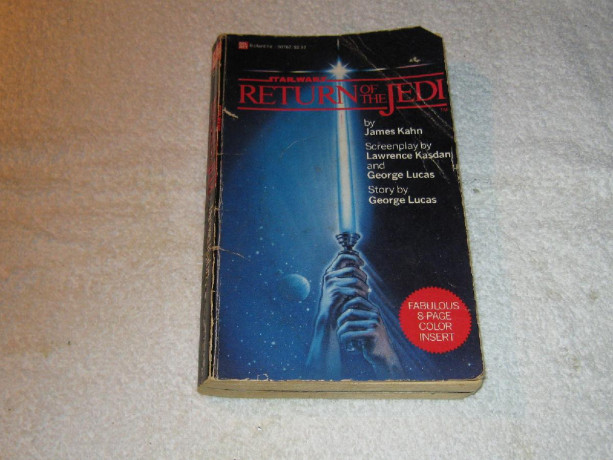 STAR WARS
RETURN OF THE JEDI
TM
by
James Kahn
Screenplay by
Lawrence Kasdan
and
George Lucas
Story by
George Lucas
FABULOUS
8-PAGE
COLOR
INSERT